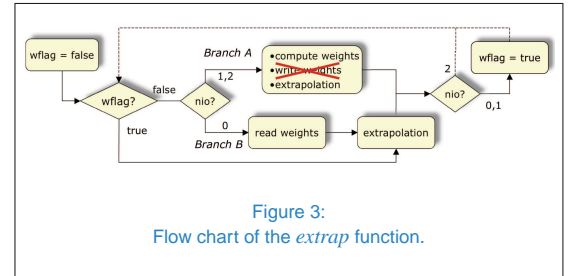 wflag = false
wflag?
false
true
nio?
Branch A
1,2
0
Branch B
•compute weights
•write weights
•extrapolation
read weights
extrapolation
nio?
2
0,1
wflag = true
Figure 3:
Flow chart of the extrap function.